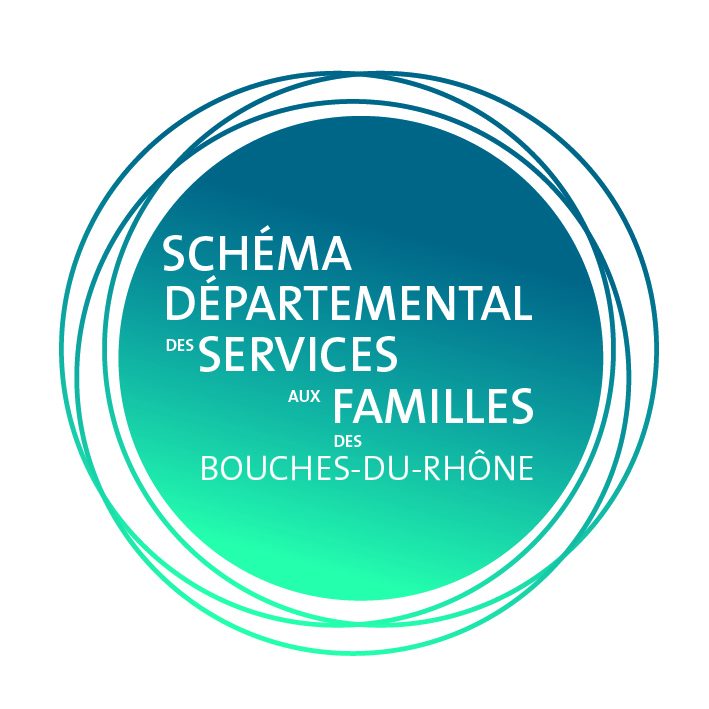 SCHÉMA
DÉPARTEMENTAL
DES SERVICES
AUX FAMILLES
DES
BOUCHES-DU-RHÔNE